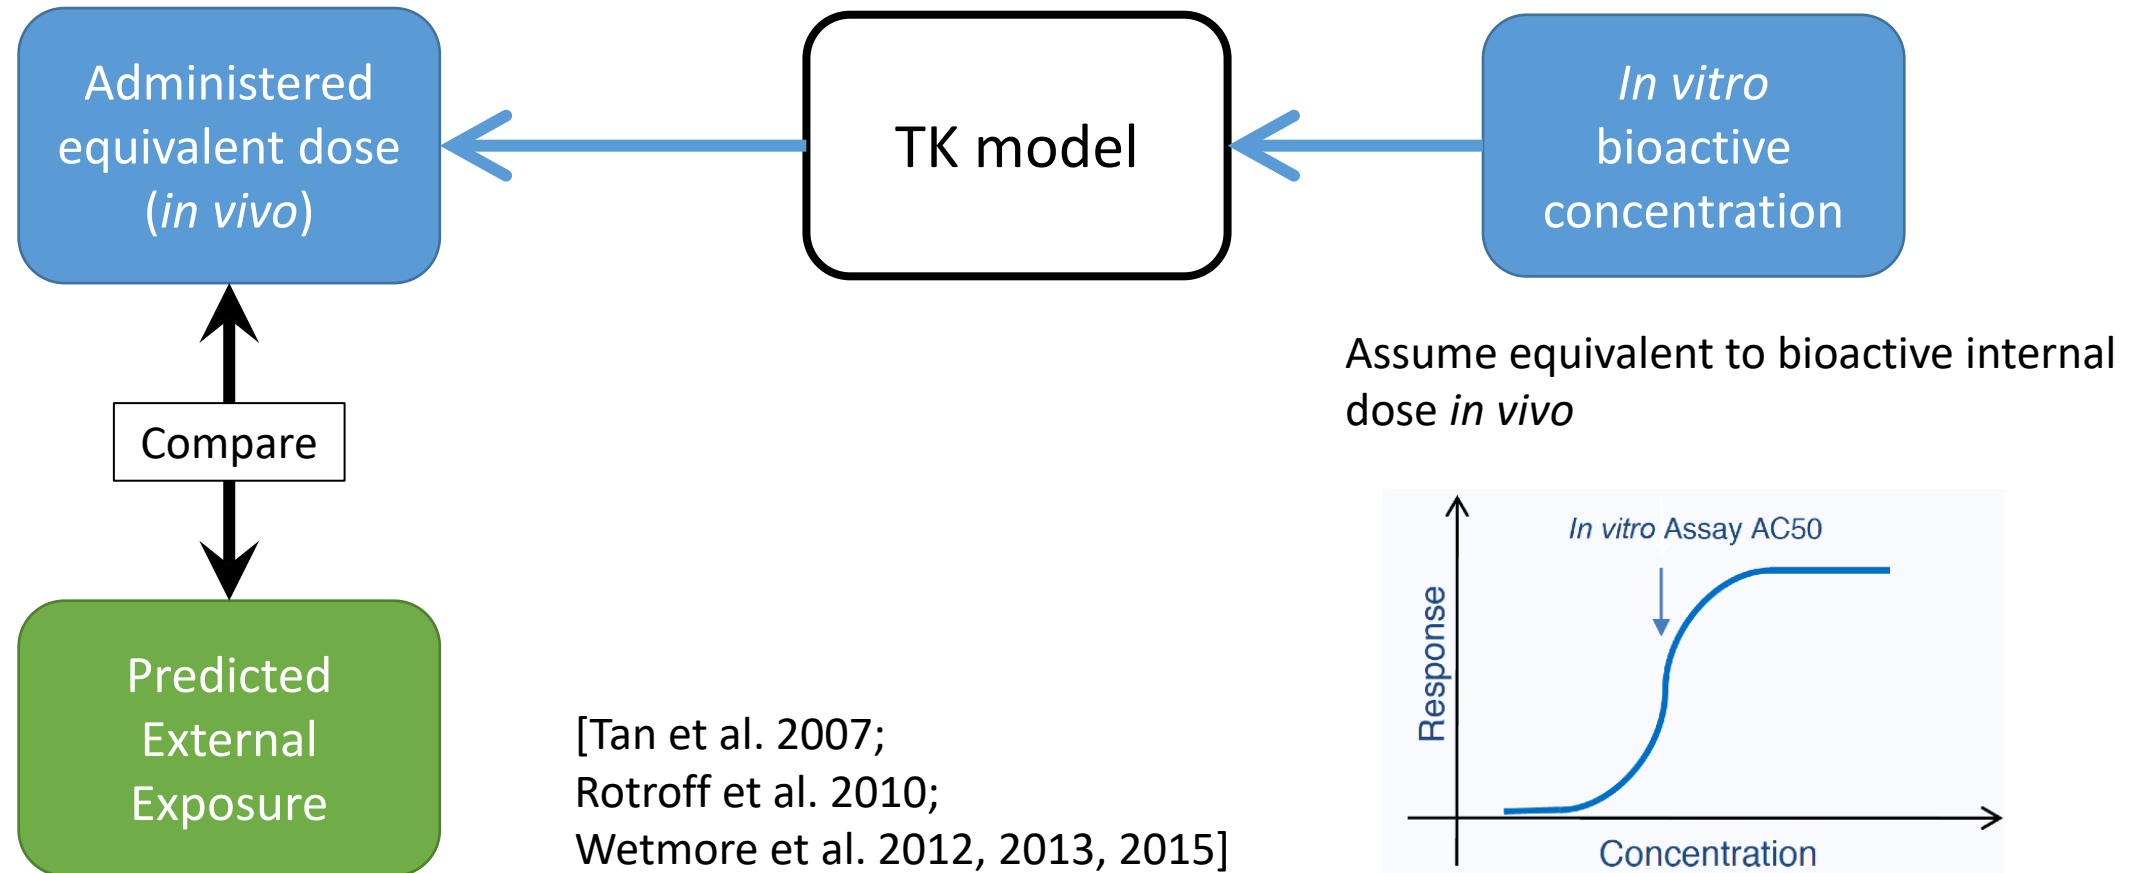 Administered
equivalent dose
(in vivo)
TK model
In vitro
bioactive
concentration
Assume equivalent to bioactive internal
dose in vivo
Compare
Predicted
External
Exposure
[Tan et al. 2007;
Rotroff et al. 2010;
Wetmore et al. 2012, 2013, 2015]
In vitro Assay AC50
Response
Concentration